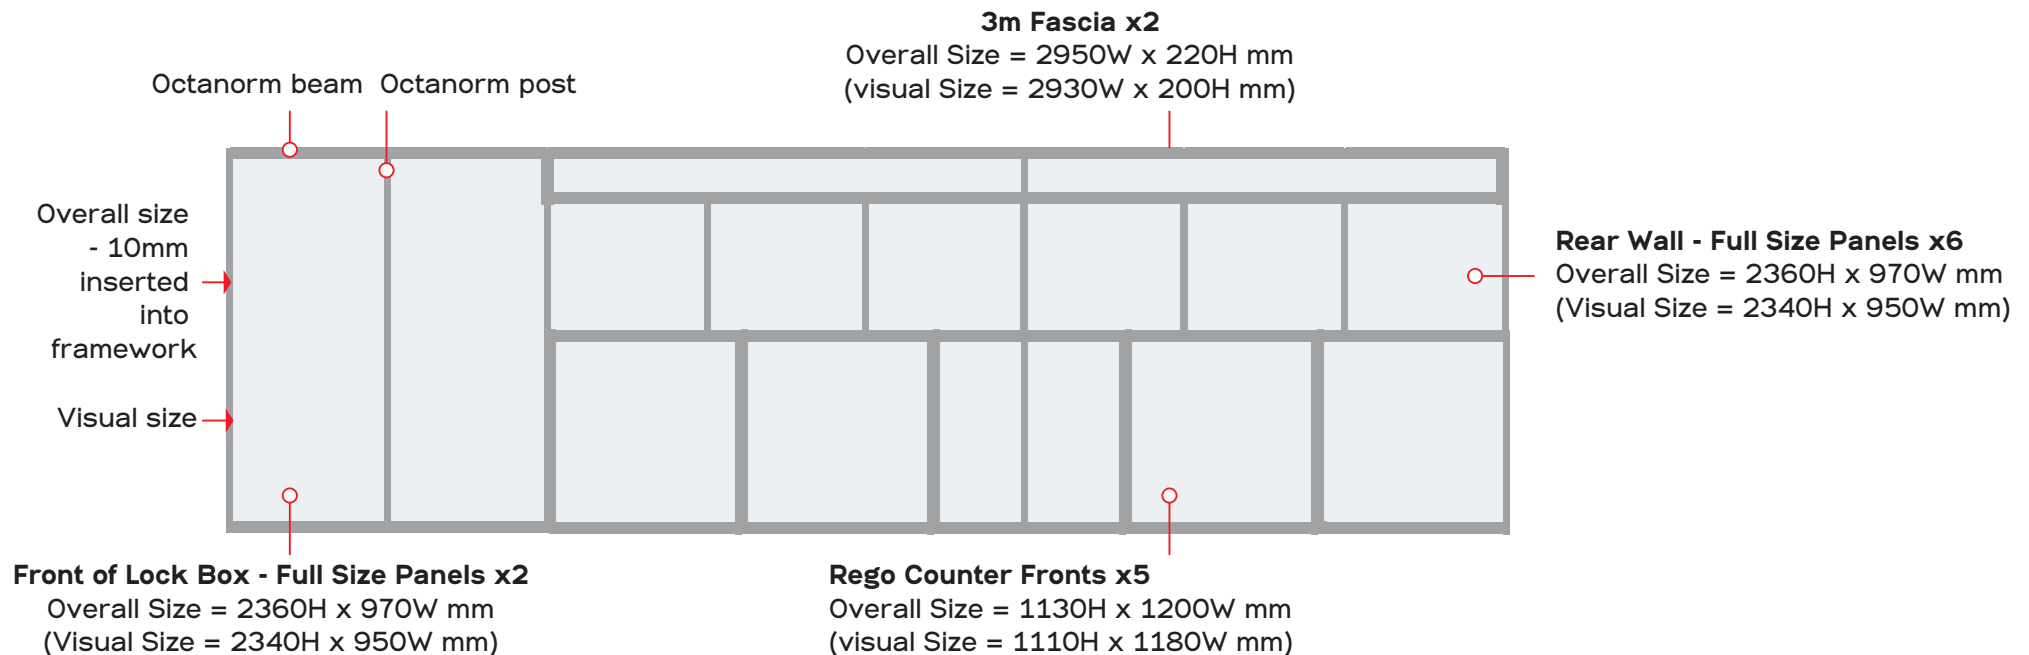 3m Fascia x2
Overall Size = 2950W x 220H mm
(visual Size = 2930W x 200H mm)
Octanorm beam
Octanorm post
Overall size
- 10mm
inserted
into
framework
Visual size
Rear Wall - Full Size Panels x6
Overall Size = 2360H x 970W mm
(Visual Size = 2340H x 950W mm)
Front of Lock Box - Full Size Panels x2
Overall Size = 2360H x 970W mm
(Visual Size = 2340H x 950W mm)
Rego Counter Fronts x5
Overall Size = 1130H x 1200W mm
(visual Size = 1110H x 1180W mm)